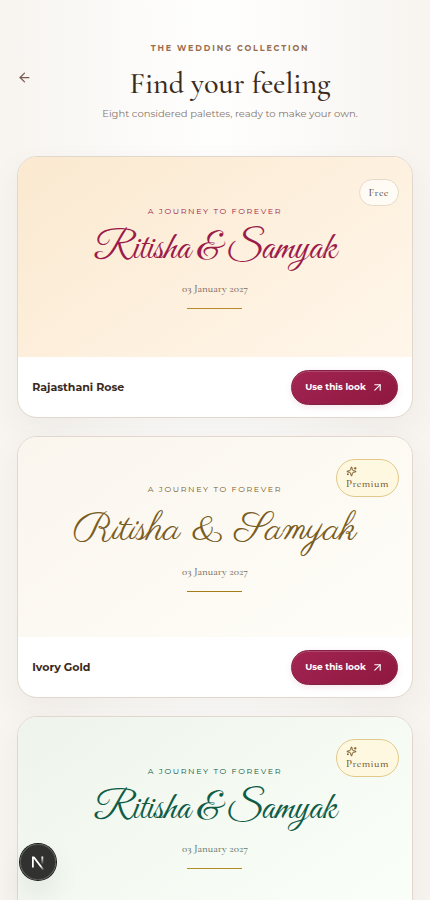 THE WEDDING COLLECTION
Find your feeling
Eight considered palettes, ready to make your own.
Free
A JOURNEY TO FOREVER
Ritisha & Samyak
03 January 2027
Rajasthani Rose
Use this look
Premium
A JOURNEY TO FOREVER
Ritisha & Samyak
03 January 2027
Ivory Gold
Use this look
Premium
A JOURNEY TO FOREVER
Ritisha & Samyak
03 January 2027
N